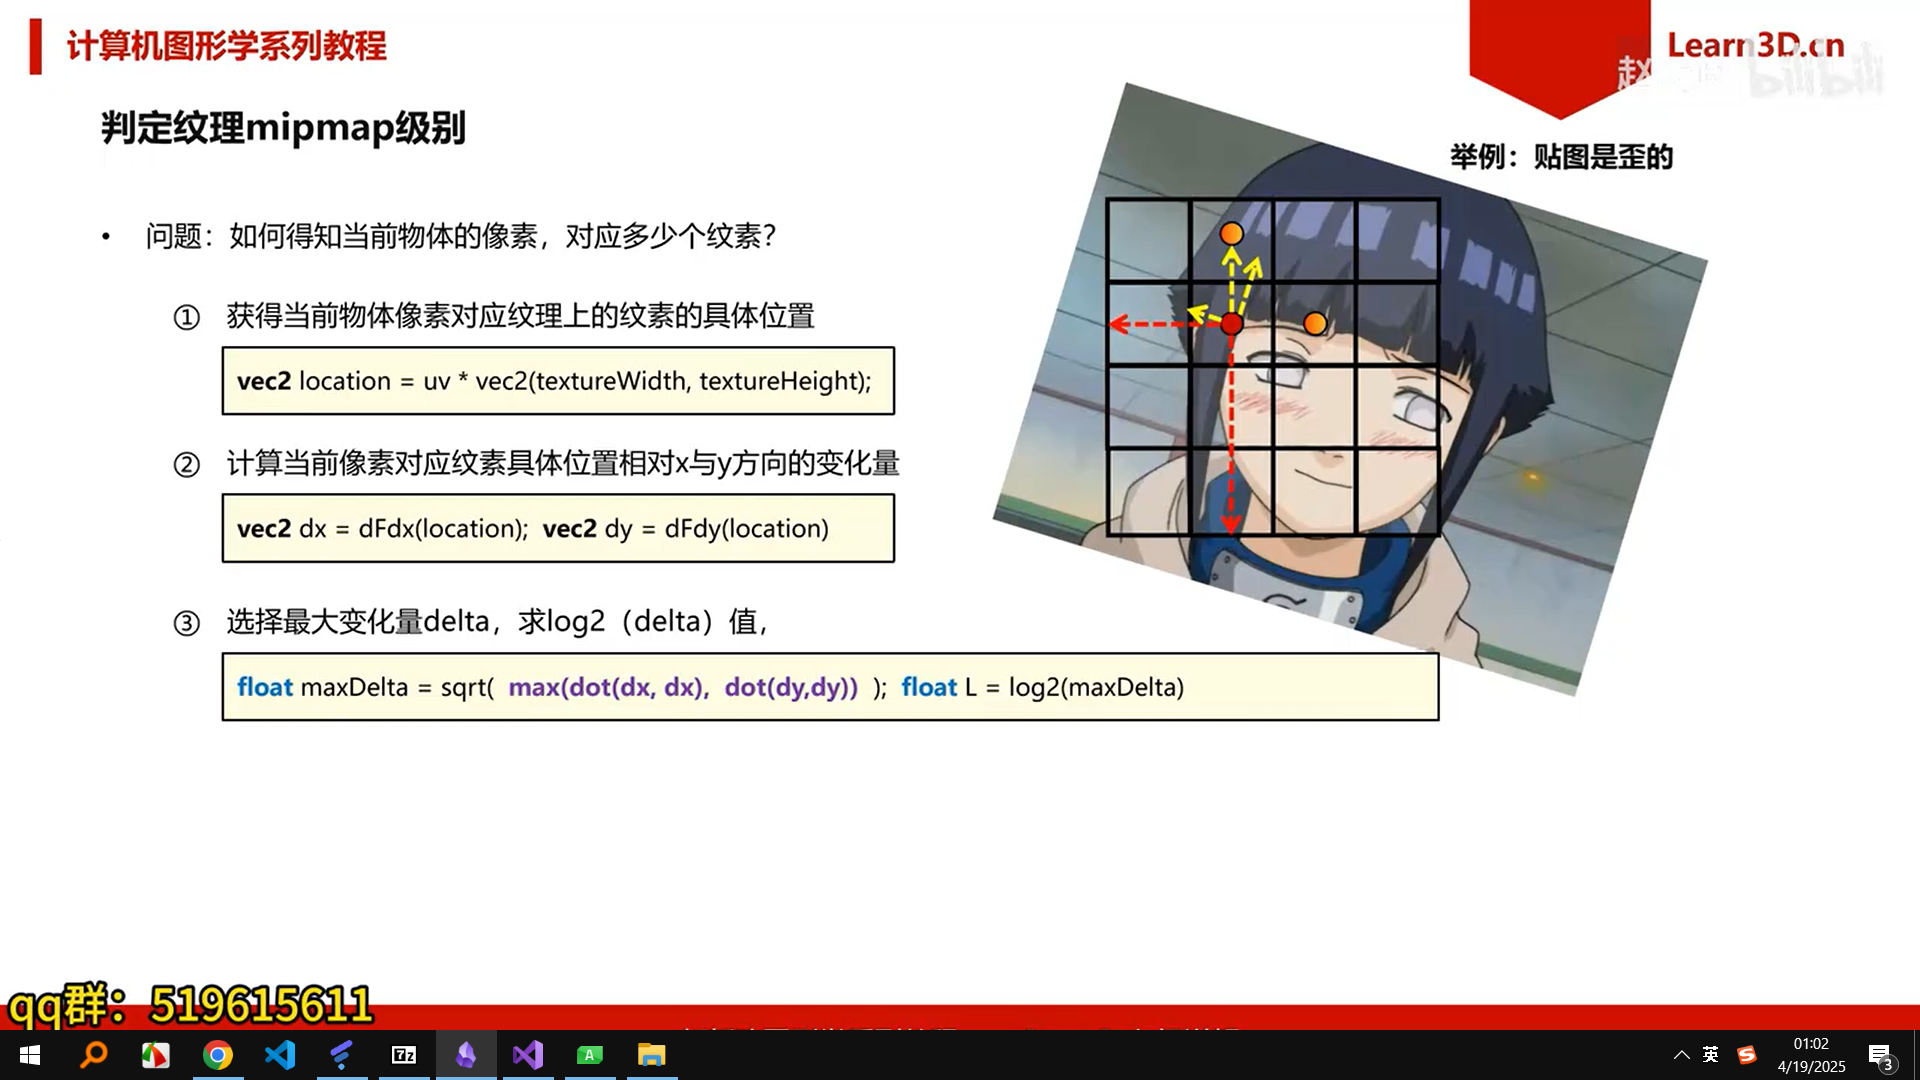 计算机图形学系列教程
Learn3D.cn
bilibili
判定纹理mipmap级别
举例：贴图是歪的
• 问题：如何得知当前物体的像素，对应多少个纹素？
① 获得当前物体像素对应纹理上的纹素的具体位置
vec2 location = uv * vec2(textureWidth, textureHeight);
② 计算当前像素对应纹素具体位置相对x与y方向的变化量
vec2 dx = dFdx(location); vec2 dy = dFdy(location)
③ 选择最大变化量delta，求log2（delta）值，
float maxDelta = sqrt( max(dot(dx, dx), dot(dy,dy)) ); float L = log2(maxDelta)
qq群：519615611
7z
A
英
S
01:02
4/19/2025
3